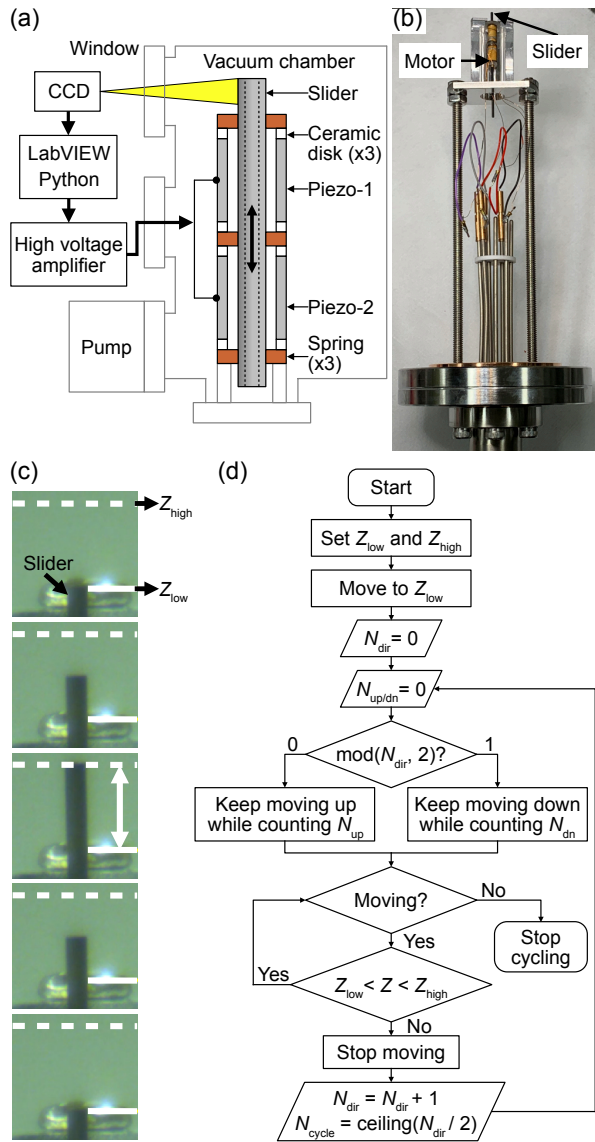 (a)
Window
Vacuum chamber
CCD
Slider
LabVIEW
Python
Ceramic
disk (x3)
Piezo-1
High voltage
amplifier
Piezo-2
Pump
Spring
(x3)
(b)
Slider
Motor
(c)
Z_high
Slider
Z_low
(d)
Start
Set Z_low and Z_high
Move to Z_low
N_dir = 0
N_up/dn = 0
0
mod(N_dir, 2)?
1
Keep moving up
while counting N_up
Keep moving down
while counting N_dn
Moving?
No
Yes
Stop
cycling
Yes
Z_low < Z < Z_high
No
Stop moving
N_dir = N_dir + 1
N_cycle = ceiling(N_dir / 2)